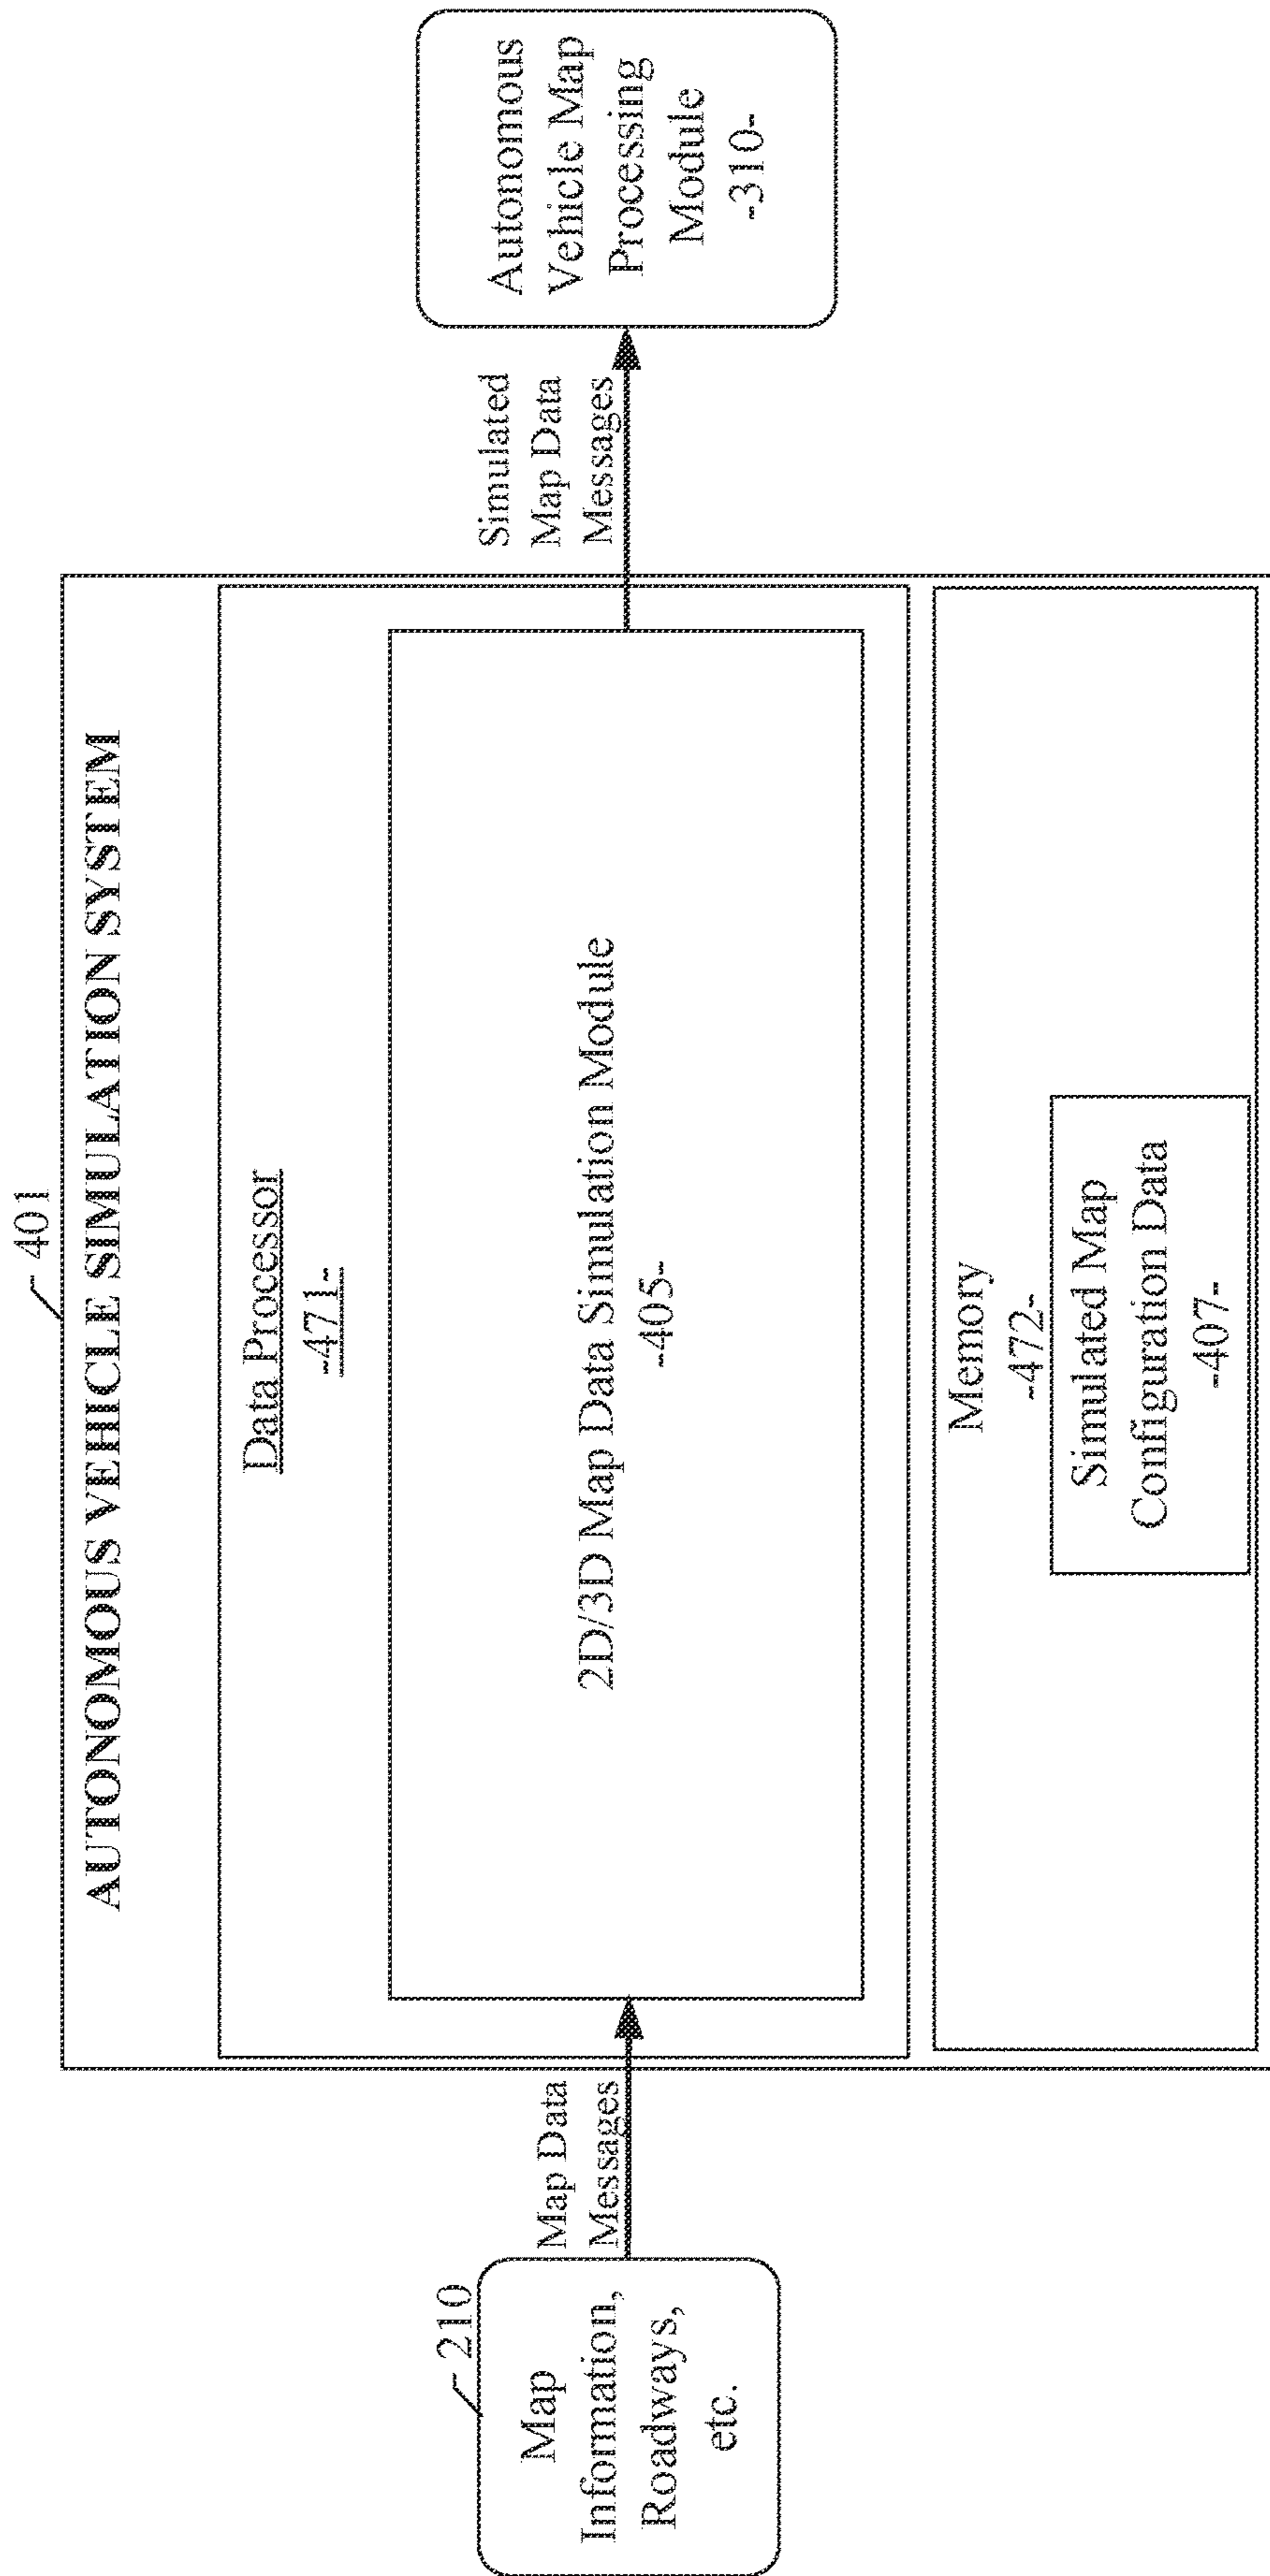 401
AUTONOMOUS VEHICLE SIMULATION SYSTEM
210
Map
Information,
Roadways,
etc.
Map Data
Messages
Data Processor
-471-
2D/3D Map Data Simulation Module
-405-
Memory
-472-
Simulated Map
Configuration Data
-407-
Simulated
Map Data
Messages
Autonomous
Vehicle Map
Processing
Module
-310-